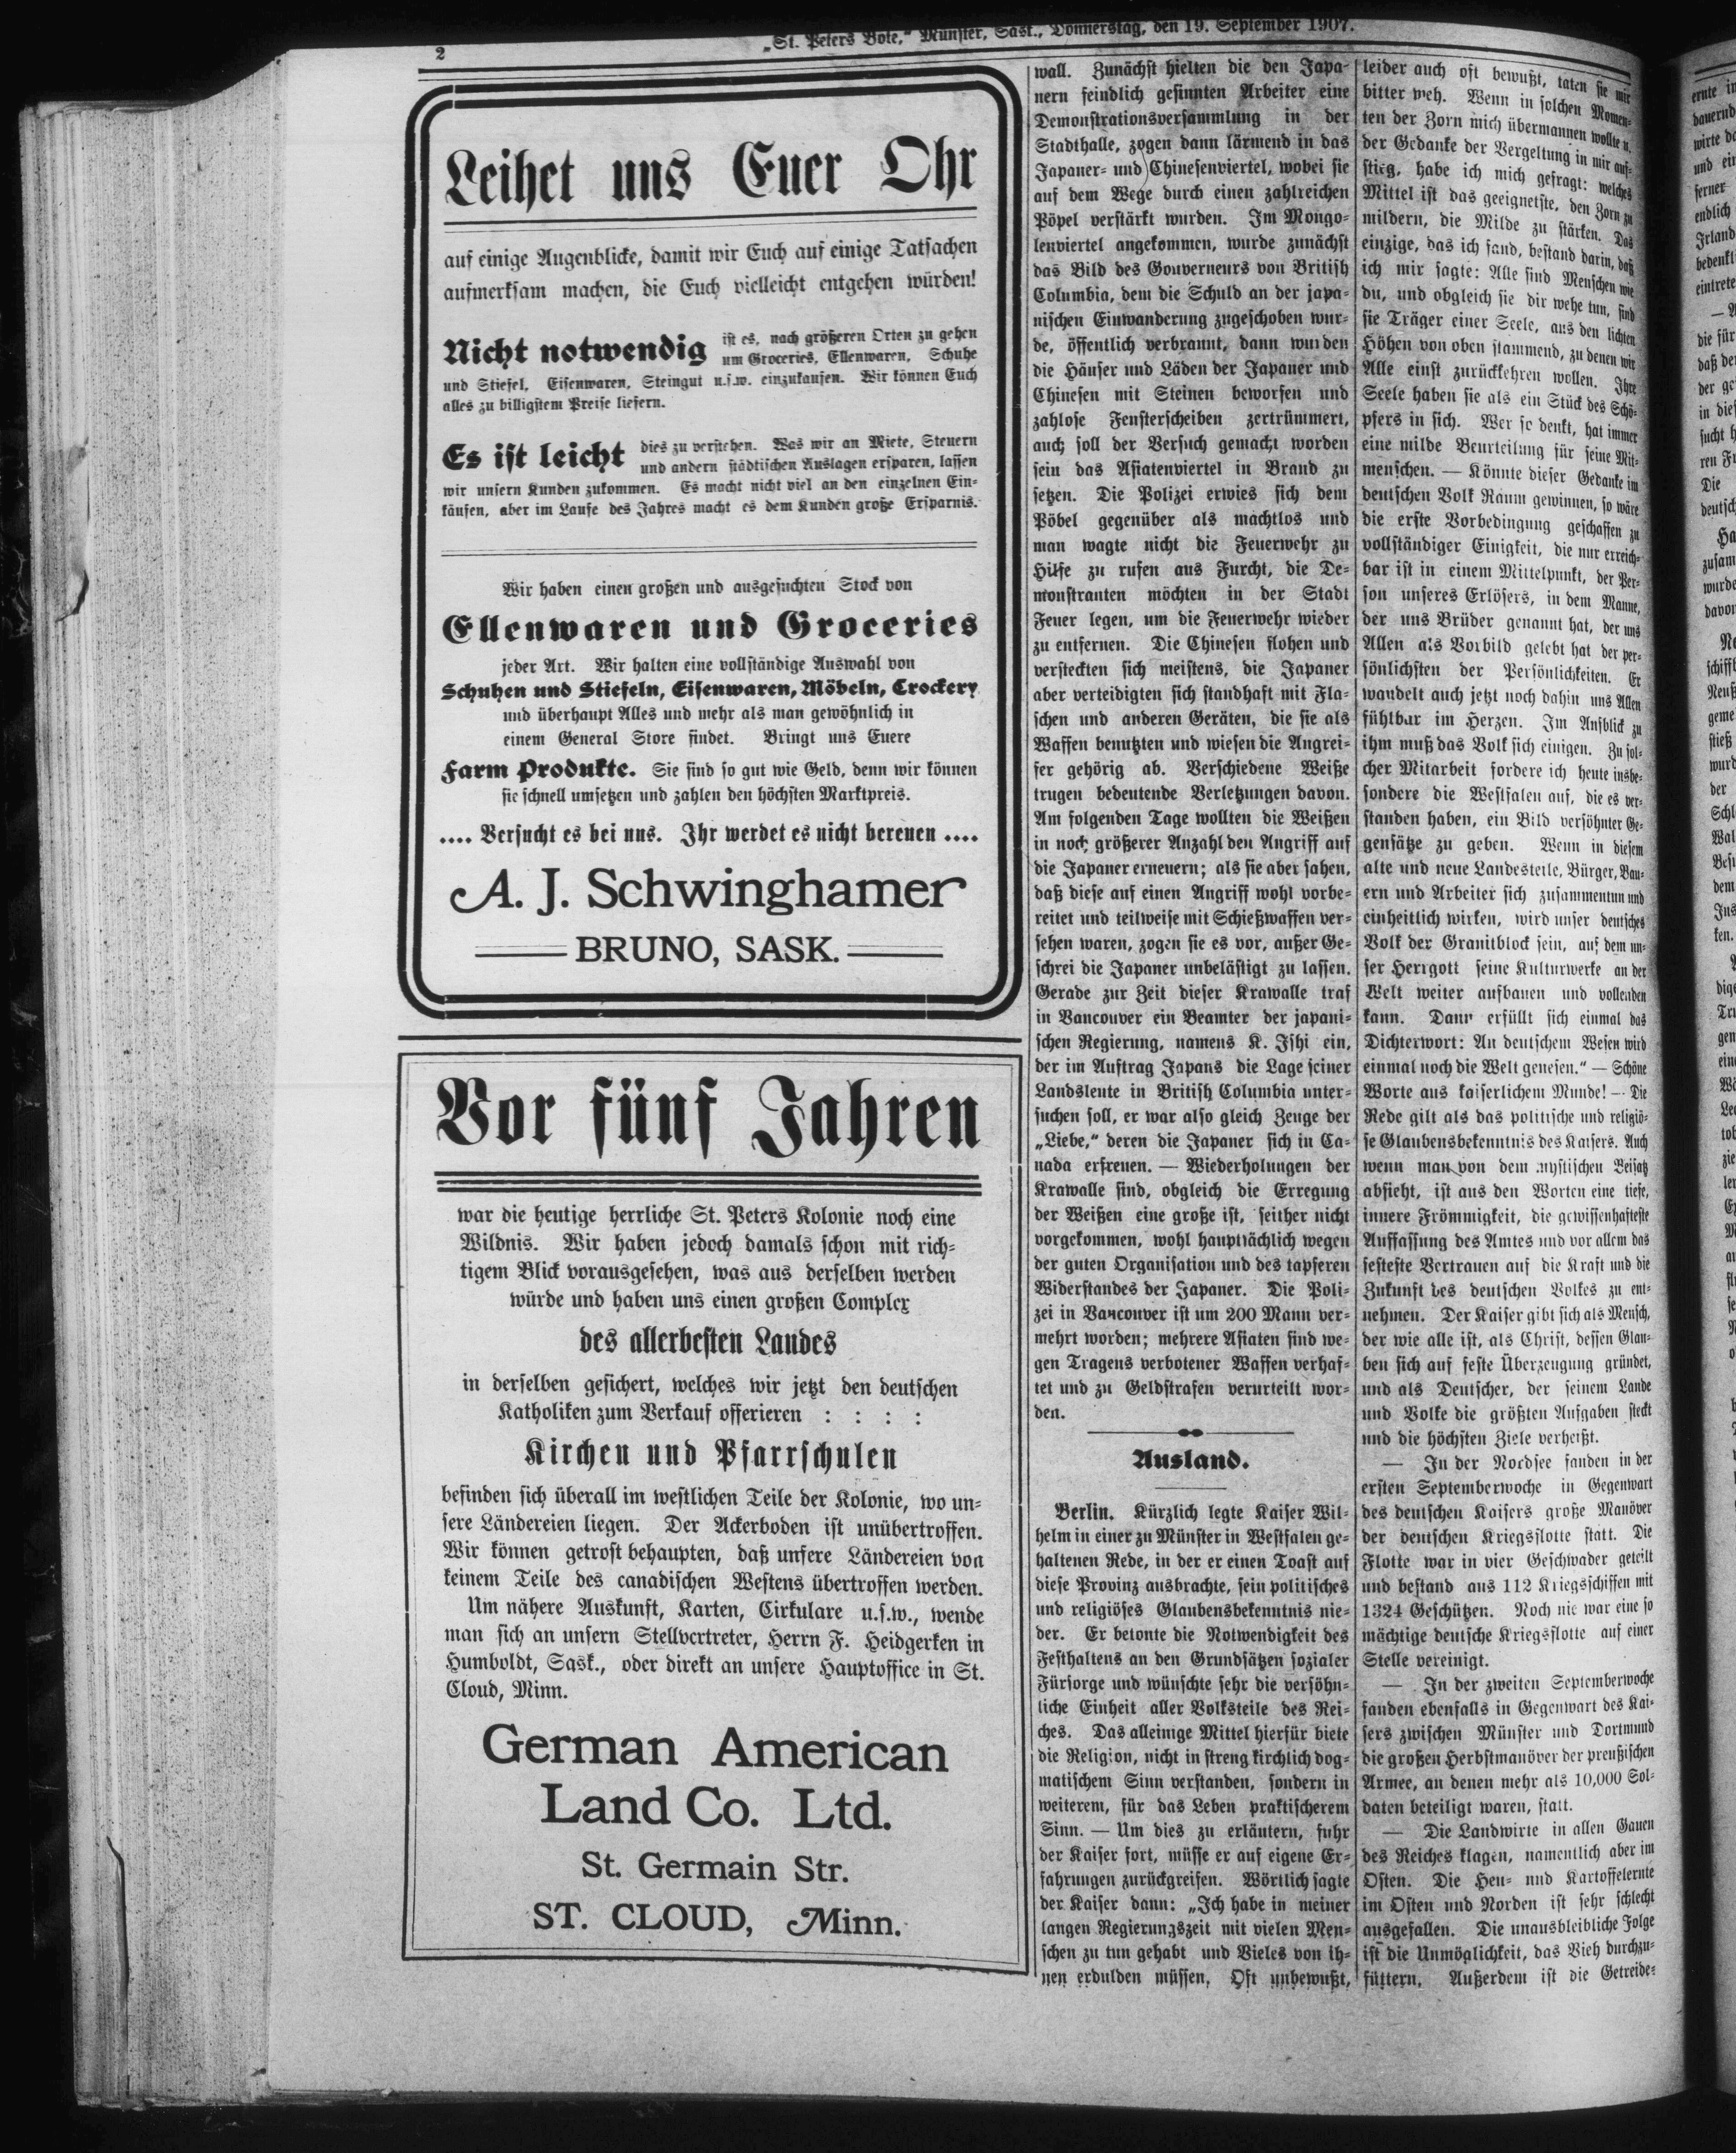 2
„St. Peters Bote,“ Münster, Sask., Donnerstag, den 19. September 1907.
Leihet uns Euer Ohr
auf einige Augenblicke, damit wir Euch auf einige Tatsachen
aufmerksam machen, die Euch vielleicht entgehen würden!
Nicht notwendig ist es, nach größeren Orten zu gehen
um Groceries, Ellenwaren, Schuhe
und Stiefel, Eisenwaren, Steingut u.s.w. einzukaufen. Wir können Euch
alles zu billigstem Preise liefern.
Es ist leicht dies zu verstehen. Was wir an Miete, Steuern
und andern städtischen Auslagen ersparen, lassen
wir unsern Kunden zukommen. Es macht nicht viel an den einzelnen Ein-
käufen, aber im Laufe des Jahres macht es dem Kunden große Ersparnis.
Wir haben einen großen und ausgesuchten Stock von
Ellenwaren und Groceries
jeder Art. Wir halten eine vollständige Auswahl von
Schuhen und Stiefeln, Eisenwaren, Möbeln, Crockery
und überhaupt Alles und mehr als man gewöhnlich in
einem General Store findet. Bringt uns Euere
Farm Produkte. Sie sind so gut wie Geld, denn wir können
sie schnell umsetzen und zahlen den höchsten Marktpreis.
.... Versucht es bei uns. Ihr werdet es nicht bereuen ....
A. J. Schwinghamer
BRUNO, SASK.
Vor fünf Jahren
war die heutige herrliche St. Peters Kolonie noch eine
Wildnis. Wir haben jedoch damals schon mit rich-
tigem Blick vorausgesehen, was aus derselben werden
würde und haben uns einen großen Complex
des allerbesten Landes
in derselben gesichert, welches wir jetzt den deutschen
Katholiken zum Verkauf offerieren : : : :
Kirchen und Pfarrschulen
befinden sich überall im westlichen Teile der Kolonie, wo un-
sere Ländereien liegen. Der Ackerboden ist unübertroffen.
Wir können getrost behaupten, daß unsere Ländereien von
keinem Teile des canadischen Westens übertroffen werden.
Um nähere Auskunft, Karten, Cirkulare u.s.w., wende
man sich an unsern Stellvertreter, Herrn F. Heidgerken in
Humboldt, Sask., oder direkt an unsere Hauptoffice in St.
Cloud, Minn.
German American
Land Co. Ltd.
St. Germain Str.
ST. CLOUD, Minn.
wall. Zunächst hielten die den Japa-
nern feindlich gesinnten Arbeiter eine
Demonstrationsversammlung in der
Stadthalle, zogen dann lärmend in das
Japaner- und Chinesenviertel, wobei sie
auf dem Wege durch einen zahlreichen
Pöpel verstärkt wurden. Im Mongo-
lenviertel angekommen, wurde zunächst
das Bild des Gouverneurs von British
Columbia, dem die Schuld an der japa-
nischen Einwanderung zugeschoben wur-
de, öffentlich verbrannt, dann wurden
die Häuser und Läden der Japaner und
Chinesen mit Steinen beworfen und
zahlose Fensterscheiben zertrümmert,
auch soll der Versuch gemacht worden
sein das Asiatenviertel in Brand zu
setzen. Die Polizei erwies sich dem
Pöbel gegenüber als machtlos und
man wagte nicht die Feuerwehr zu
Hilfe zu rufen aus Furcht, die De-
monstranten möchten in der Stadt
Feuer legen, um die Feuerwehr wieder
zu entfernen. Die Chinesen flohen und
versteckten sich meistens, die Japaner
aber verteidigten sich standhaft mit Fla-
schen und anderen Geräten, die sie als
Waffen benutzten und wiesen die Angrei-
fer gehörig ab. Verschiedene Weiße
trugen bedeutende Verletzungen davon.
Am folgenden Tage wollten die Weißen
in noch größerer Anzahl den Angriff auf
die Japaner erneuern; als sie aber sahen,
daß diese auf einen Angriff wohl vorbe-
reitet und teilweise mit Schießwaffen ver-
sehen waren, zogen sie es vor, außer Ge-
schrei die Japaner unbelästigt zu lassen.
Gerade zur Zeit dieser Krawalle traf
in Vancouver ein Beamter der japani-
schen Regierung, namens K. Ishi ein,
der im Auftrag Japans die Lage seiner
Landsleute in British Columbia unter-
suchen soll, er war also gleich Zeuge der
„Liebe,“ deren die Japaner sich in Ca-
nada erfreuen. — Wiederholungen der
Krawalle sind, obgleich die Erregung
der Weißen eine große ist, seither nicht
vorgekommen, wohl hauptsächlich wegen
der guten Organisation und des tapferen
Widerstandes der Japaner. Die Poli-
zei in Vancouver ist um 200 Mann ver-
mehrt worden; mehrere Asiaten sind we-
gen Tragens verbotener Waffen verhaf-
tet und zu Geldstrafen verurteilt wor-
den.
Ausland.
Berlin. Kürzlich legte Kaiser Wil-
helm in einer zu Münster in Westfalen ge-
haltenen Rede, in der er einen Toast auf
diese Provinz ausbrachte, sein politisches
und religiöses Glaubensbekenntnis nie-
der. Er betonte die Notwendigkeit des
Festhaltens an den Grundsätzen sozialer
Fürsorge und wünschte sehr die versöhn-
liche Einheit aller Volksteile des Rei-
ches. Das alleinige Mittel hierfür biete
die Religion, nicht in streng kirchlich dog-
matischem Sinn verstanden, sondern in
weiterem, für das Leben praktischerem
Sinn. — Um dies zu erläutern, fuhr
der Kaiser fort, müsse er auf eigene Er-
fahrungen zurückgreifen. Wörtlich sagte
der Kaiser dann: „Ich habe in meiner
langen Regierungszeit mit vielen Men-
schen zu tun gehabt und Vieles von ih-
nen erdulden müssen. Oft unbewußt,
leider auch oft bewußt, taten sie mir
bitter weh. Wenn in solchen Momen-
ten der Zorn mich übermannen wollte u.
der Gedanke der Vergeltung in mir auf-
stieg, habe ich mich gefragt: welches
Mittel ist das geeignetste, den Zorn zu
mildern, die Milde zu stärken. Das
einzige, das ich fand, bestand darin, daß
ich mir sagte: Alle sind Menschen wie
du, und obgleich sie dir wehe tun, sind
sie Träger einer Seele, aus den lichten
Höhen von oben stammend, zu denen wir
Alle einst zurückkehren wollen. Ihre
Seele haben sie als ein Stück des Schö-
pfers in sich. Wer so denkt, hat immer
eine milde Beurteilung für seine Mit-
menschen. — Könnte dieser Gedanke im
deutschen Volk Raum gewinnen, so wäre
die erste Vorbedingung geschaffen zu
vollständiger Einigkeit, die nur erreich-
bar ist in einem Mittelpunkt, der Per-
son unseres Erlösers, in dem Manne,
der uns Brüder genannt hat, der uns
Allen als Vorbild gelebt hat der per-
sönlichsten der Persönlichkeiten. Er
wandelt auch jetzt noch dahin uns Allen
fühlbar im Herzen. Im Aufblick zu
ihm muß das Volk sich einigen. Zu sol-
cher Mitarbeit fordere ich heute insbe-
sondere die Westfalen auf, die es ver-
standen haben, ein Bild versöhnter Ge-
gensätze zu geben. Wenn in diesem
alte und neue Landesteile, Bürger, Bau-
ern und Arbeiter sich zusammentun und
einheitlich wirken, wird unser deutsches
Volk der Granitblock sein, auf dem un-
ser Herrgott seine Kulturwerke an der
Welt weiter aufbauen und vollenden
kann. Dann erfüllt sich einmal das
Dichterwort: An deutschem Wesen wird
einmal noch die Welt genesen.“ — Schöne
Worte aus kaiserlichem Munde! — Die
Rede gilt als das politische und religiö-
se Glaubensbekenntnis des Kaisers. Auch
wenn man von dem mystischen Beisatz
absieht, ist aus den Worten eine tiefe,
innere Frömmigkeit, die gewissenhafteste
Auffassung des Amtes und vor allem das
festeste Vertrauen auf die Kraft und die
Zukunft des deutschen Volkes zu ent-
nehmen. Der Kaiser gibt sich als Mensch,
der wie alle ist, als Christ, dessen Glau-
ben sich auf feste Überzeugung gründet,
und als Deutscher, der seinem Lande
und Volke die größten Aufgaben steckt
und die höchsten Ziele verheißt.
— In der Nordsee fanden in der
ersten Septemberwoche in Gegenwart
des deutschen Kaisers große Manöver
der deutschen Kriegsflotte statt. Die
Flotte war in vier Geschwader geteilt
und bestand aus 112 Kriegsschiffen mit
1324 Geschützen. Noch nie war eine so
mächtige deutsche Kriegsflotte auf einer
Stelle vereinigt.
— In der zweiten Septemberwoche
fanden ebenfalls in Gegenwart des Kai-
sers zwischen Münster und Dortmund
die großen Herbstmanöver der preußischen
Armee, an denen mehr als 10,000 Sol-
daten beteiligt waren, statt.
— Die Landwirte in allen Gauen
des Reiches klagen, namentlich aber im
Osten. Die Heu- und Kartoffelernte
im Osten und Norden ist sehr schlecht
ausgefallen. Die unausbleibliche Folge
ist die Unmöglichkeit, das Vieh durchzu-
füttern. Außerdem ist die Getreide-